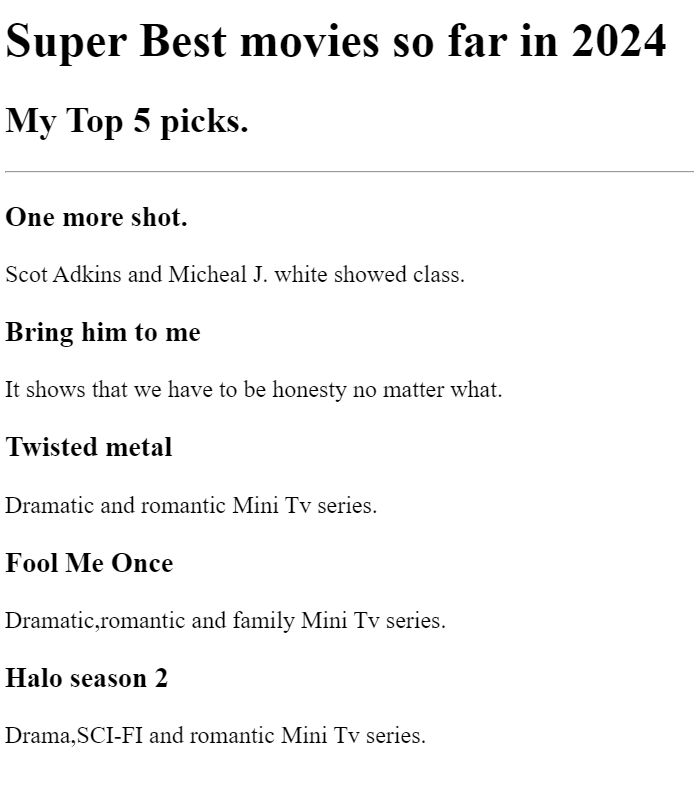 Super Best movies so far in 2024
My Top 5 picks.
One more shot.
Scot Adkins and Micheal J. white showed class.
Bring him to me
It shows that we have to be honesty no matter what.
Twisted metal
Dramatic and romantic Mini Tv series.
Fool Me Once
Dramatic,romantic and family Mini Tv series.
Halo season 2
Drama,SCI-FI and romantic Mini Tv series.